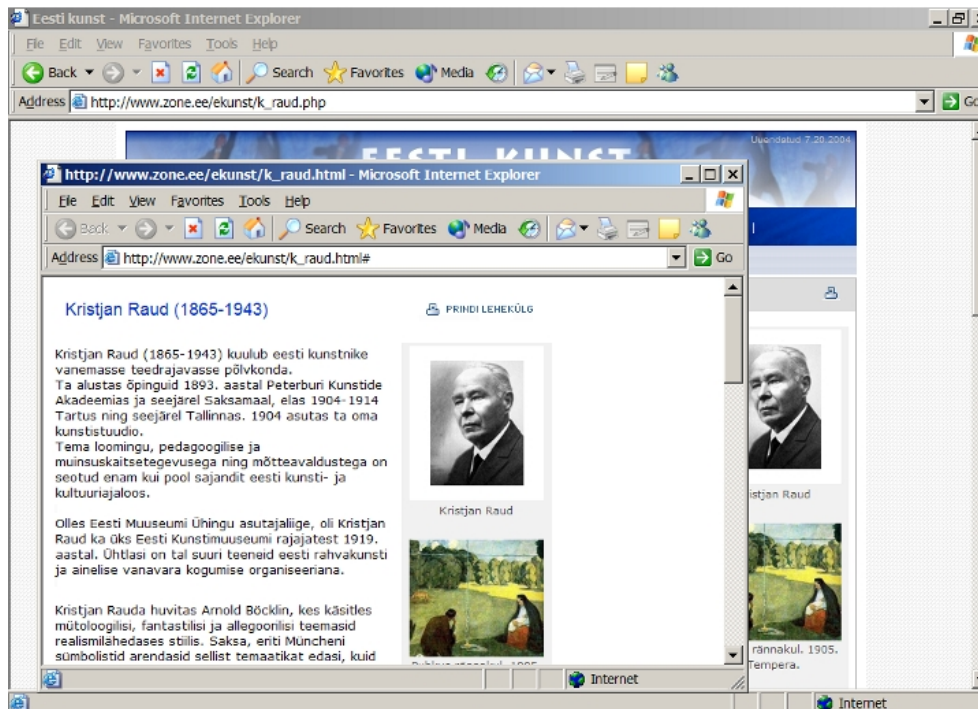 Eesti kunst - Microsoft Internet Explorer
File Edit View Favorites Tools Help
Back Search Favorites Media
Address http://www.zone.ee/ekunst/k_raud.php Go
Uuendatud 7.20.2004
EESTI KUNST
http://www.zone.ee/ekunst/k_raud.html - Microsoft Internet Explorer
File Edit View Favorites Tools Help
Back Search Favorites Media
Address http://www.zone.ee/ekunst/k_raud.html# Go
Kristjan Raud (1865-1943)
PRINDI LEHEKÜLG
Kristjan Raud (1865-1943) kuulub eesti kunstnike
vanemasse teedrajavasse põlvkonda.
Ta alustas õpinguid 1893. aastal Peterburi Kunstide
Akadeemias ja seejärel Saksamaal, elas 1904-1914
Tartus ning seejärel Tallinnas. 1904 asutas ta oma
kunstistuudio.
Tema loomingu, pedagoogilise ja
muinsuskaitsetegevusega ning mõtteavaldustega on
seotud enam kui pool sajandit eesti kunsti- ja
kultuuriajaloos.
Olles Eesti Muuseumi Ühingu asutajaliige, oli Kristjan
Raud ka üks Eesti Kunstimuuseumi rajajatest 1919.
aastal. Ühtlasi on tal suuri teeneid eesti rahvakunsti
ja ainelise vanavara kogumise organiseeriana.
Kristjan Rauda huvitas Arnold Böcklin, kes käsitles
mütoloogilisi, fantastilisi ja allegoorilisi teemasid
realismilähedases stiilis. Saksa, eriti Müncheni
sümbolistid arendasid sellist temaatikat edasi, kuid
Kristjan Raud
istjan Raud
rännakul. 1905.
Tempera.
Internet
Internet